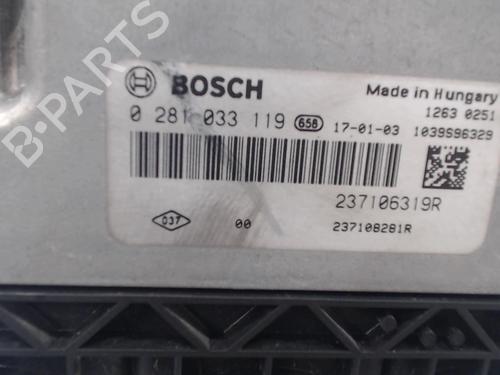 B-PARTS
BOSCH
Made in Hungary
0 281 033 119 658 17-01-03
1263 0251
1039S96329
237106319R
037 00 237108281R